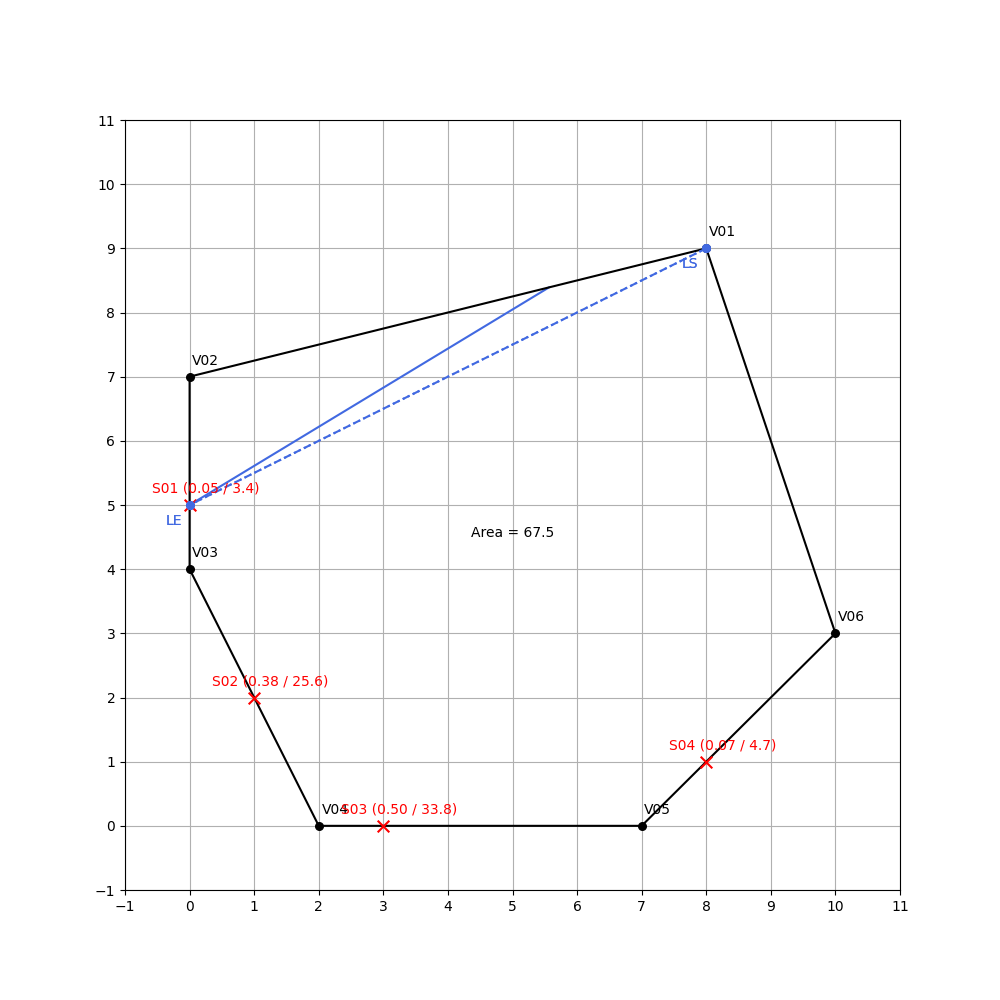 11
10
V01
9
LS
8
V02
7
6
S01 (0.05 / 3.4)
5
LE
Area = 67.5
V03
4
V06
3
S02 (0.38 / 25.6)
2
S04 (0.07 / 4.7)
1
V04
S03 (0.50 / 33.8)
V05
0
−1
−1 0 1 2 3 4 5 6 7 8 9 10 11